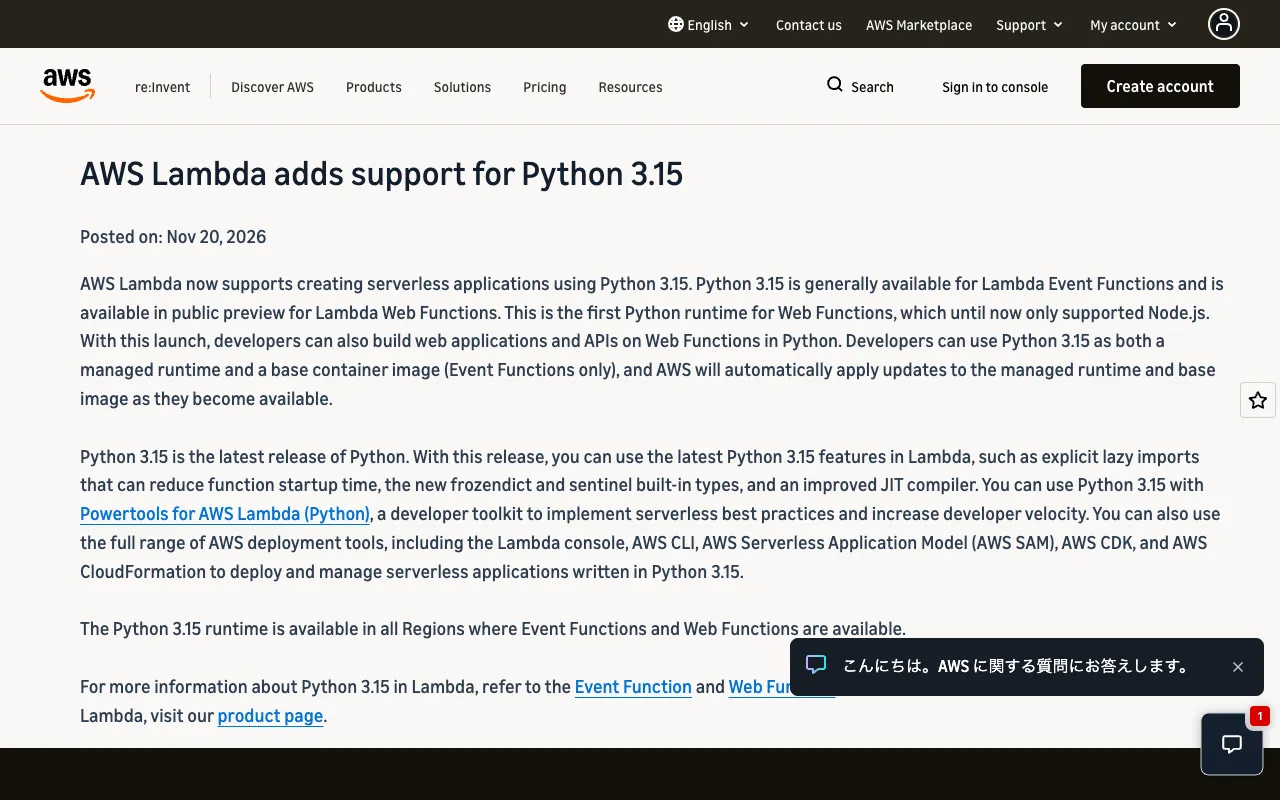 English
Contact us
AWS Marketplace
Support
My account
aws
re:Invent
Discover AWS
Products
Solutions
Pricing
Resources
Search
Sign in to console
Create account
AWS Lambda adds support for Python 3.15
Posted on: Nov 20, 2026
AWS Lambda now supports creating serverless applications using Python 3.15. Python 3.15 is generally available for Lambda Event Functions and is
available in public preview for Lambda Web Functions. This is the first Python runtime for Web Functions, which until now only supported Node.js.
With this launch, developers can also build web applications and APIs on Web Functions in Python. Developers can use Python 3.15 as both a
managed runtime and a base container image (Event Functions only), and AWS will automatically apply updates to the managed runtime and base
image as they become available.
Python 3.15 is the latest release of Python. With this release, you can use the latest Python 3.15 features in Lambda, such as explicit lazy imports
that can reduce function startup time, the new frozendict and sentinel built-in types, and an improved JIT compiler. You can use Python 3.15 with
Powertools for AWS Lambda (Python), a developer toolkit to implement serverless best practices and increase developer velocity. You can also use
the full range of AWS deployment tools, including the Lambda console, AWS CLI, AWS Serverless Application Model (AWS SAM), AWS CDK, and AWS
CloudFormation to deploy and manage serverless applications written in Python 3.15.
The Python 3.15 runtime is available in all Regions where Event Functions and Web Functions are available.
For more information about Python 3.15 in Lambda, refer to the Event Function and Web
Lambda, visit our product page.
こんにちは。AWS に関する質問にお答えします。
1